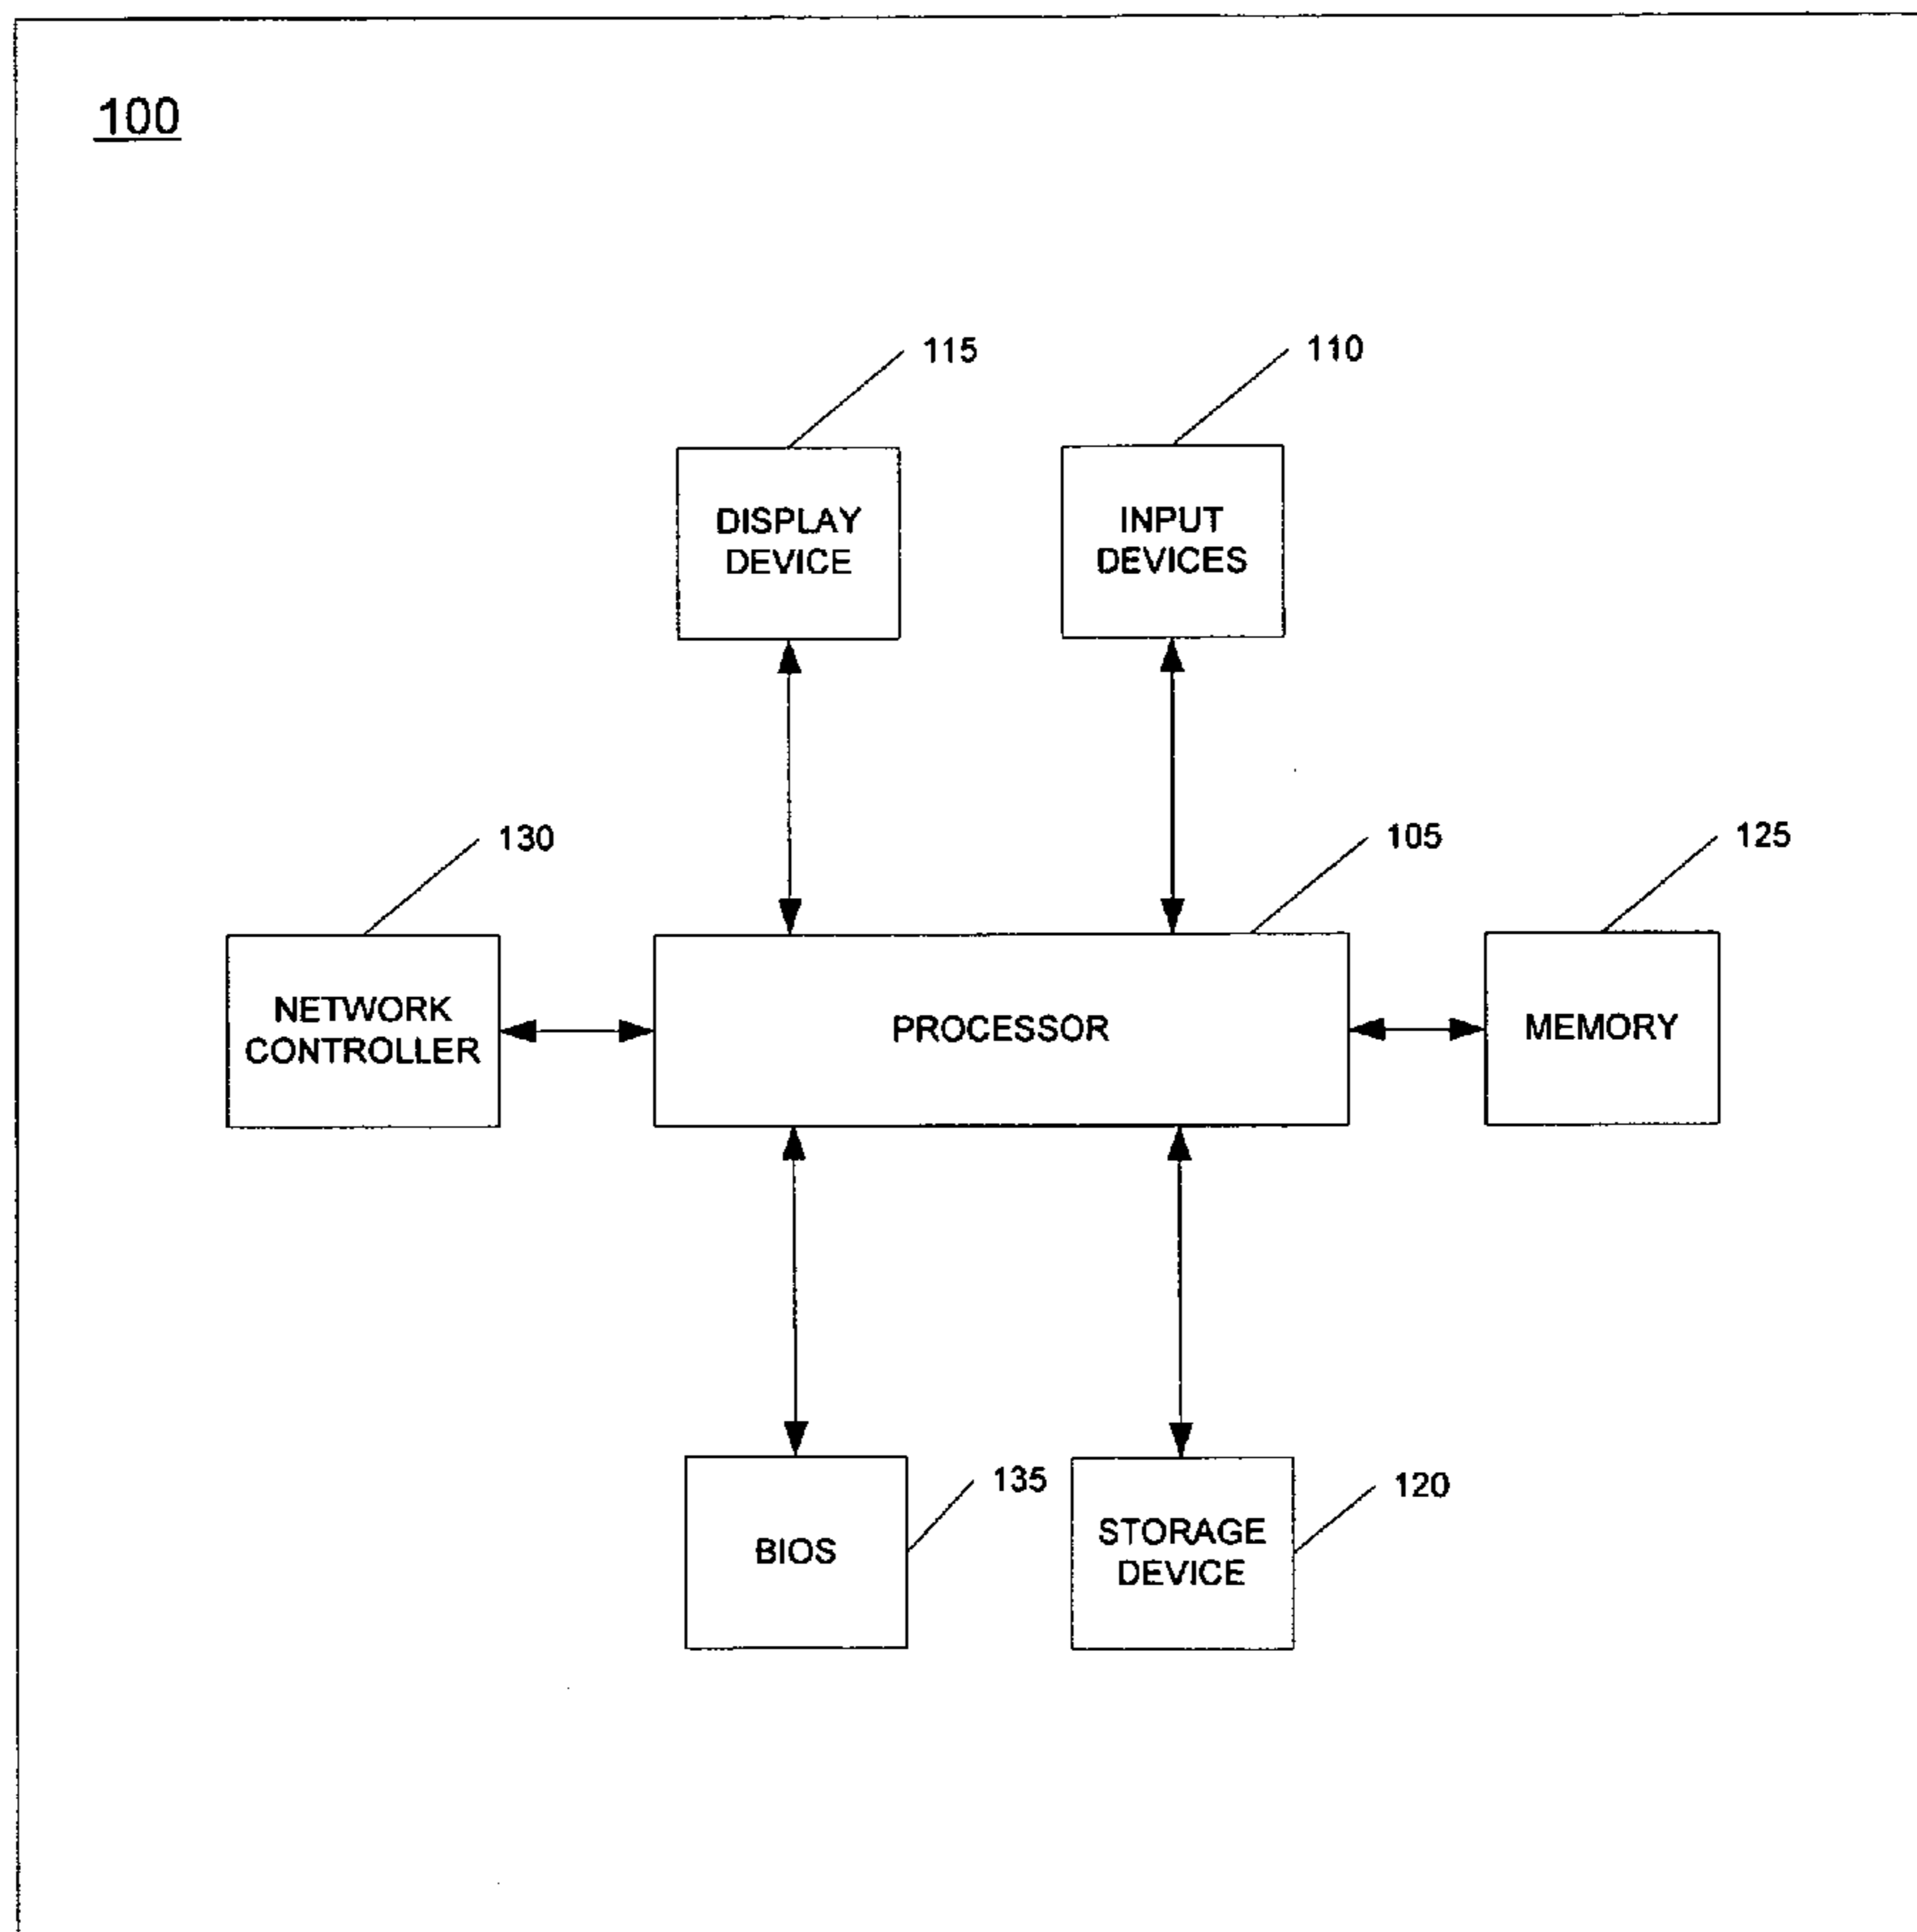 100
115
110
DISPLAY
DEVICE
INPUT
DEVICES
130
105
125
NETWORK
CONTROLLER
PROCESSOR
MEMORY
135
120
BIOS
STORAGE
DEVICE